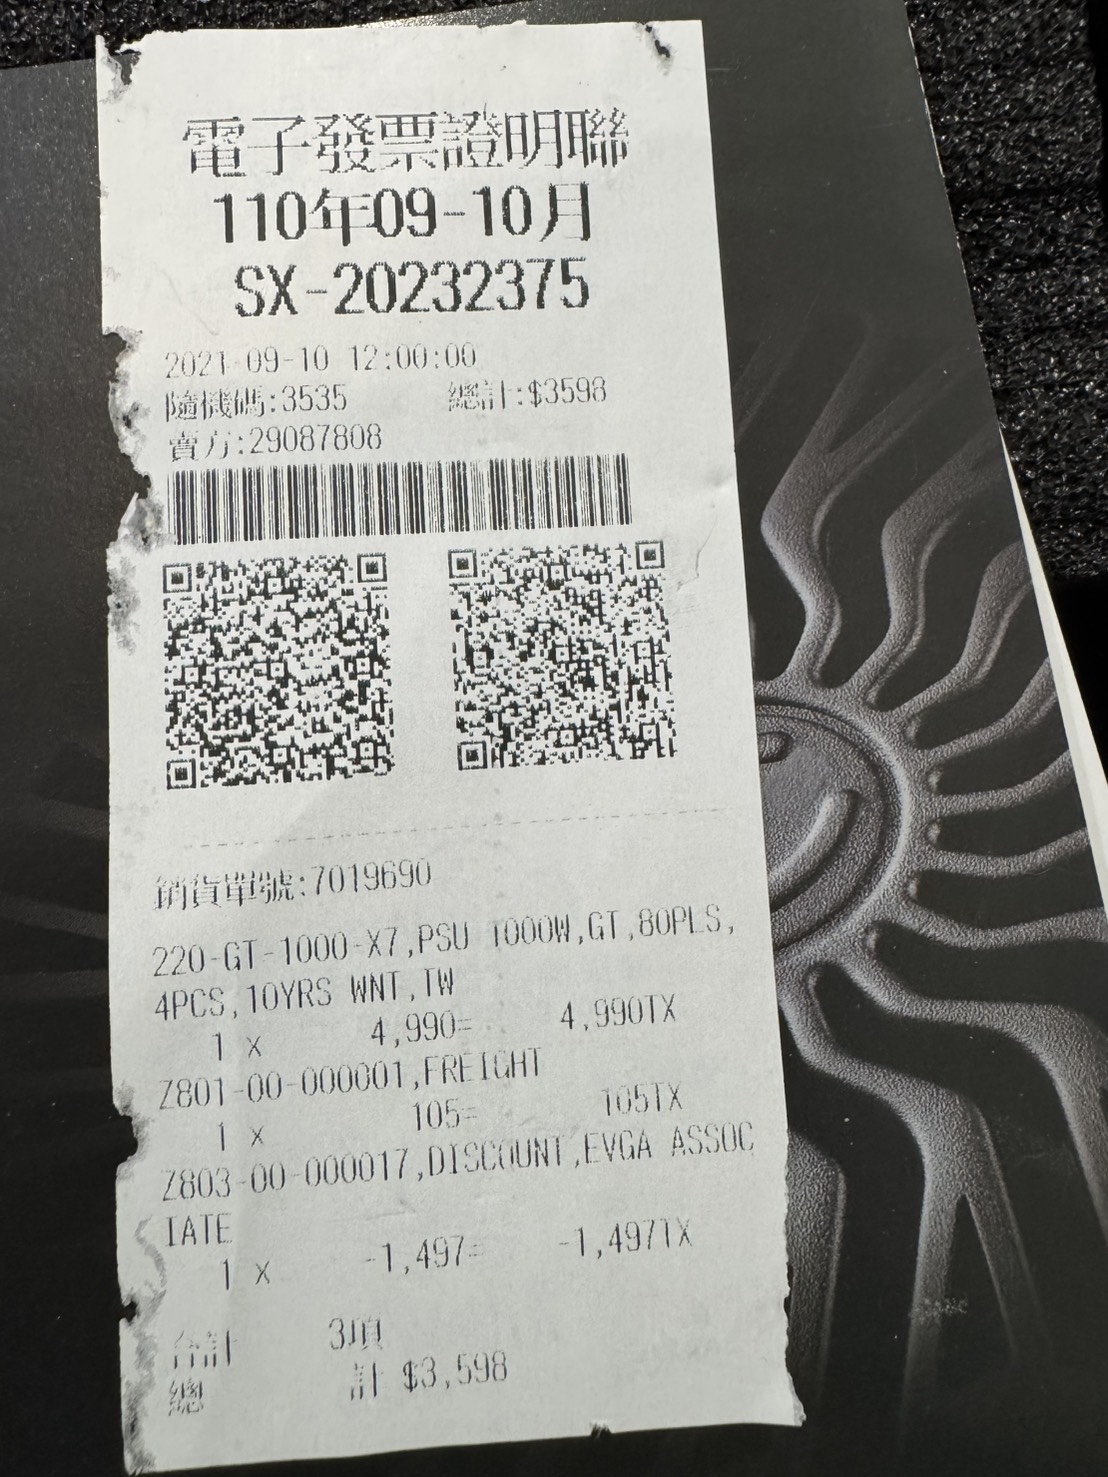 電子發票證明聯
110年09-10月
SX-20232375
2021-09-10 12:00:00
隨機碼:3535 總計:$3598
賣方:29087808
銷貨單號:7019690
220-GT-1000-X7,PSU 1000W,GT,80PLS,
4PCS,10YRS WNT,TW
1 x 4,990= 4,990TX
Z801-00-000001,FREIGHT
1 x 105= 105TX
Z803-00-000017,DISCOUNT,EVGA ASSOC
IATE
1 x -1,497= -1,497TX
合計 3項
總 計 $3,598